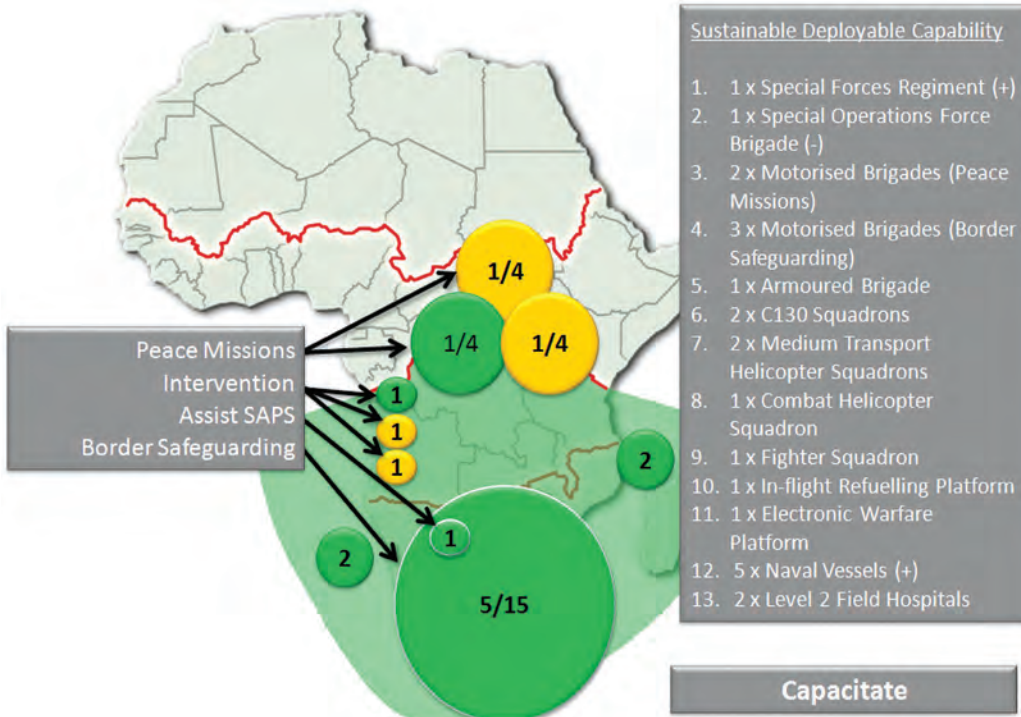 Sustainable Deployable Capability
1. 1 x Special Forces Regiment (+)
2. 1 x Special Operations Force
Brigade (-)
3. 2 x Motorised Brigades (Peace
Missions)
4. 3 x Motorised Brigades (Border
Safeguarding)
5. 1 x Armoured Brigade
6. 2 x C130 Squadrons
7. 2 x Medium Transport
Helicopter Squadrons
8. 1 x Combat Helicopter
Squadron
9. 1 x Fighter Squadron
10. 1 x In-flight Refuelling Platform
11. 1 x Electronic Warfare
Platform
12. 5 x Naval Vessels (+)
13. 2 x Level 2 Field Hospitals
Peace Missions
Intervention
Assist SAPS
Border Safeguarding
1/4
1/4
1/4
1
1
1
2
1
2
5/15
Capacitate